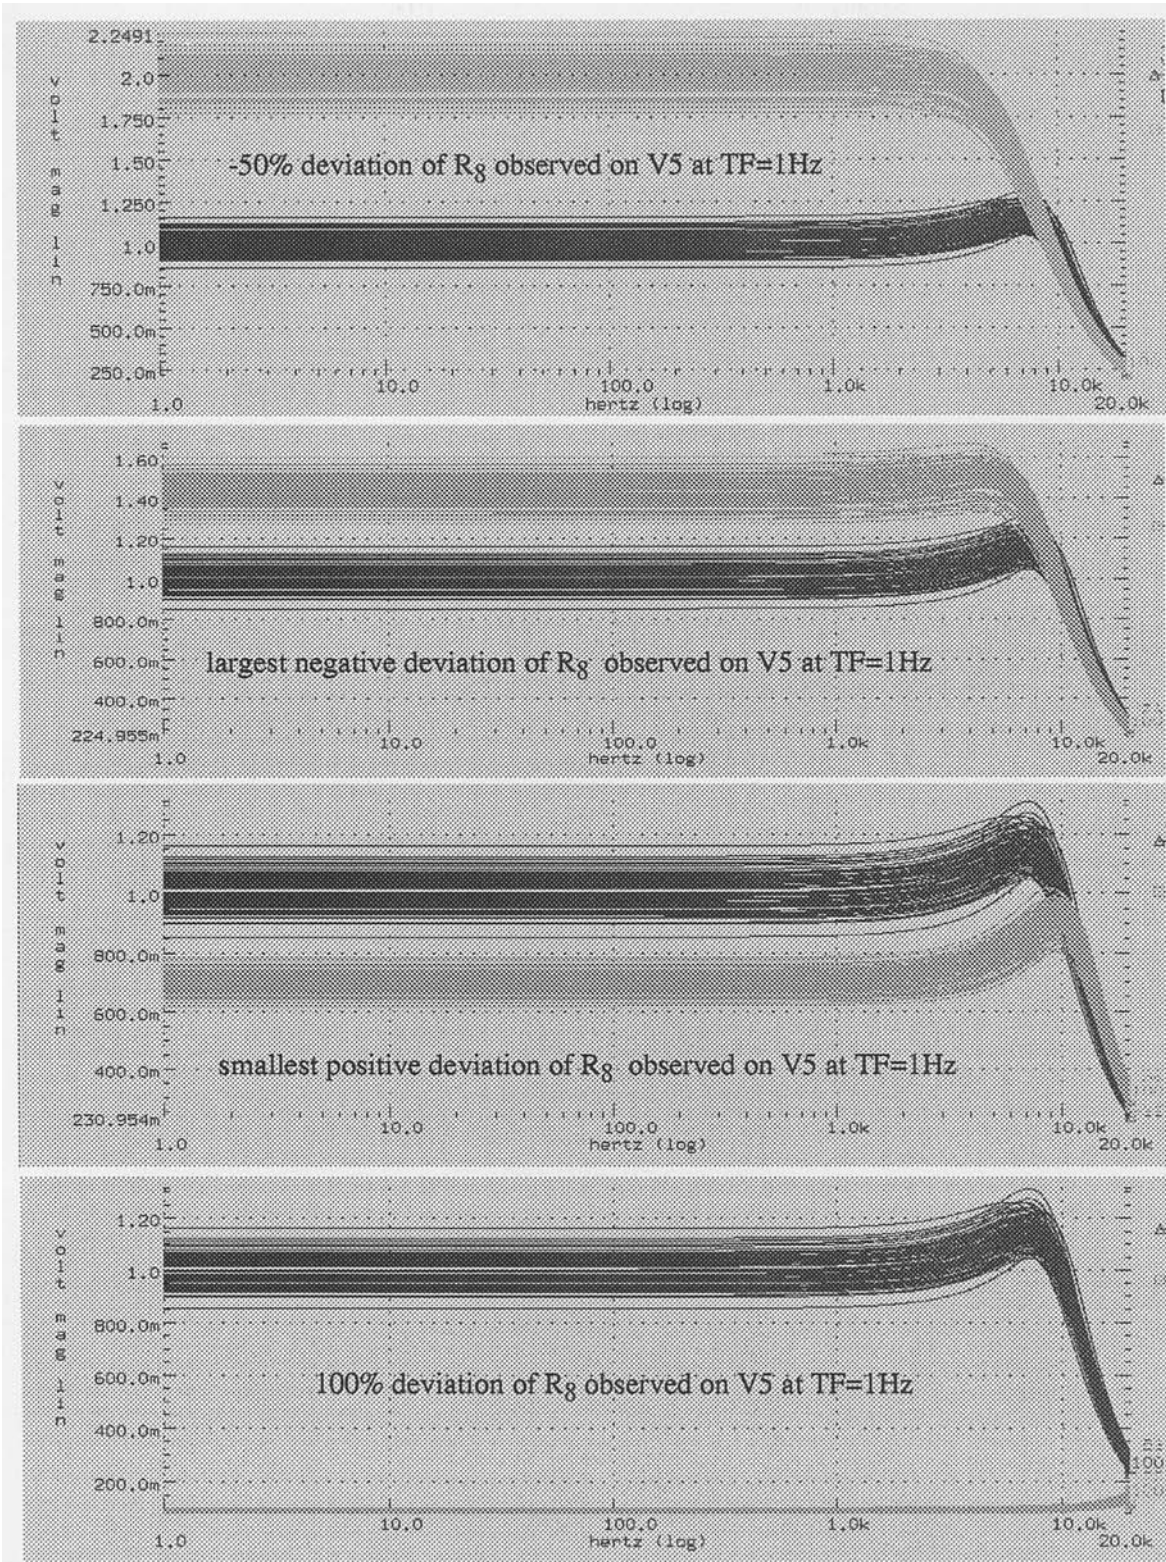 2.2491
2.0
1.750
1.50
1.250
1.0
750.0m
500.0m
250.0m
volt mag lin
-50% deviation of R8 observed on V5 at TF=1Hz
1.0 10.0 100.0 1.0k 10.0k 20.0k
hertz (log)
1.60
1.40
1.20
1.0
800.0m
600.0m
400.0m
224.955m
volt mag lin
largest negative deviation of R8 observed on V5 at TF=1Hz
1.0 10.0 100.0 1.0k 10.0k 20.0k
hertz (log)
1.20
1.0
800.0m
600.0m
400.0m
230.954m
volt mag lin
smallest positive deviation of R8 observed on V5 at TF=1Hz
1.0 10.0 100.0 1.0k 10.0k 20.0k
hertz (log)
1.20
1.0
800.0m
600.0m
400.0m
200.0m
volt mag lin
100% deviation of R8 observed on V5 at TF=1Hz
1.0 10.0 100.0 1.0k 10.0k 20.0k
hertz (log)